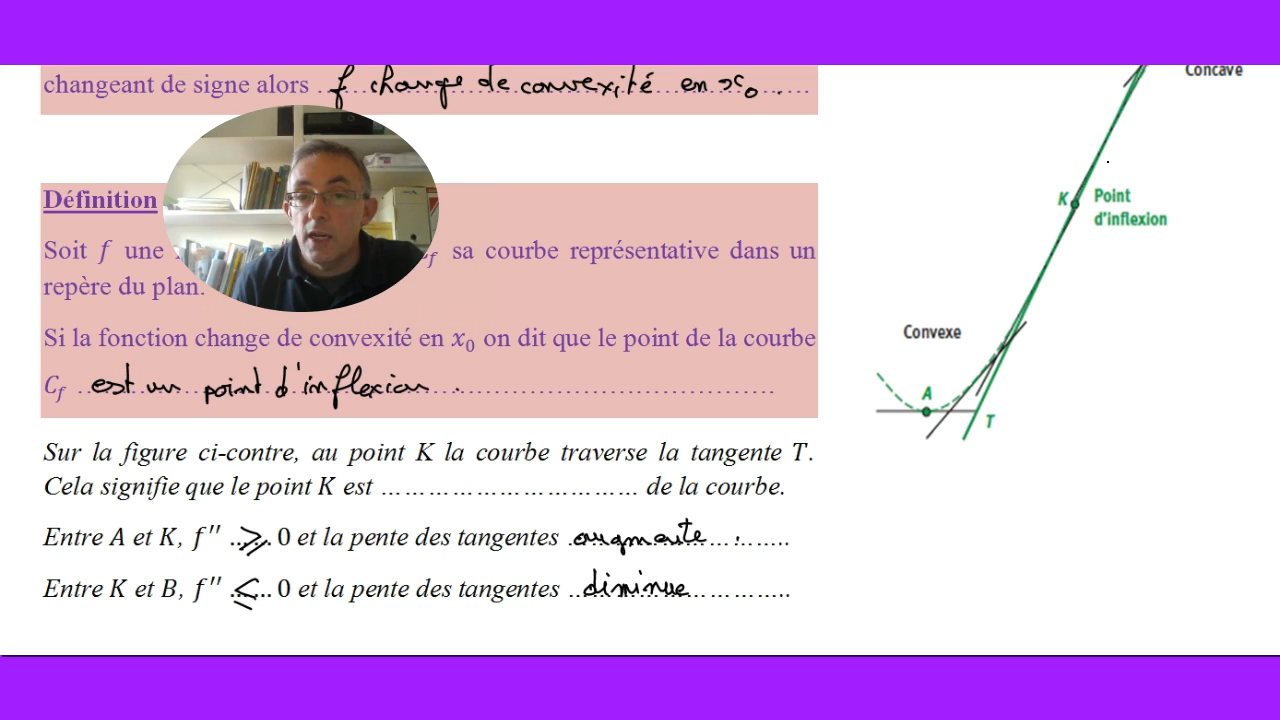 changeant de signe alors f change de convexité en x₀.
Définition
Soit f une f sa courbe représentative dans un
repère du plan.
Si la fonction change de convexité en x₀ on dit que le point de la courbe
C_f est un point d'inflexion.
Sur la figure ci-contre, au point K la courbe traverse la tangente T.
Cela signifie que le point K est ………………………… de la courbe.
Entre A et K, f'' ⩾ 0 et la pente des tangentes augmente.
Entre K et B, f'' ⩽ 0 et la pente des tangentes diminue
Concave
K Point
d'inflexion
Convexe
A
T